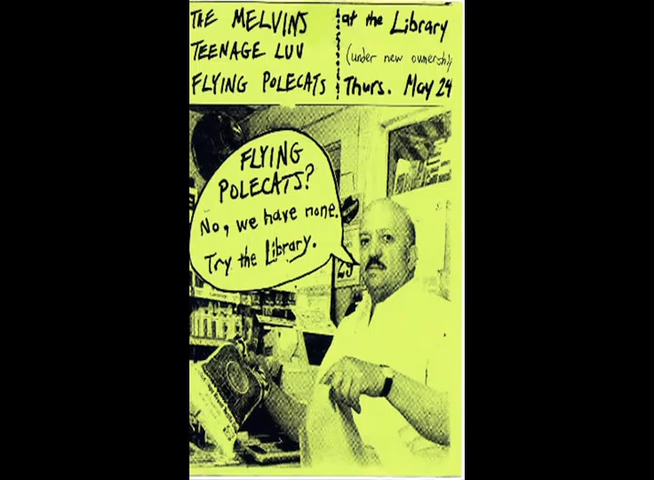 THE MELVINS
TEENAGE LUV
FLYING POLECATS
at the Library
(under new ownership
Thurs. May 24
FLYING
POLECATS?
No, we have none.
Try the Library.